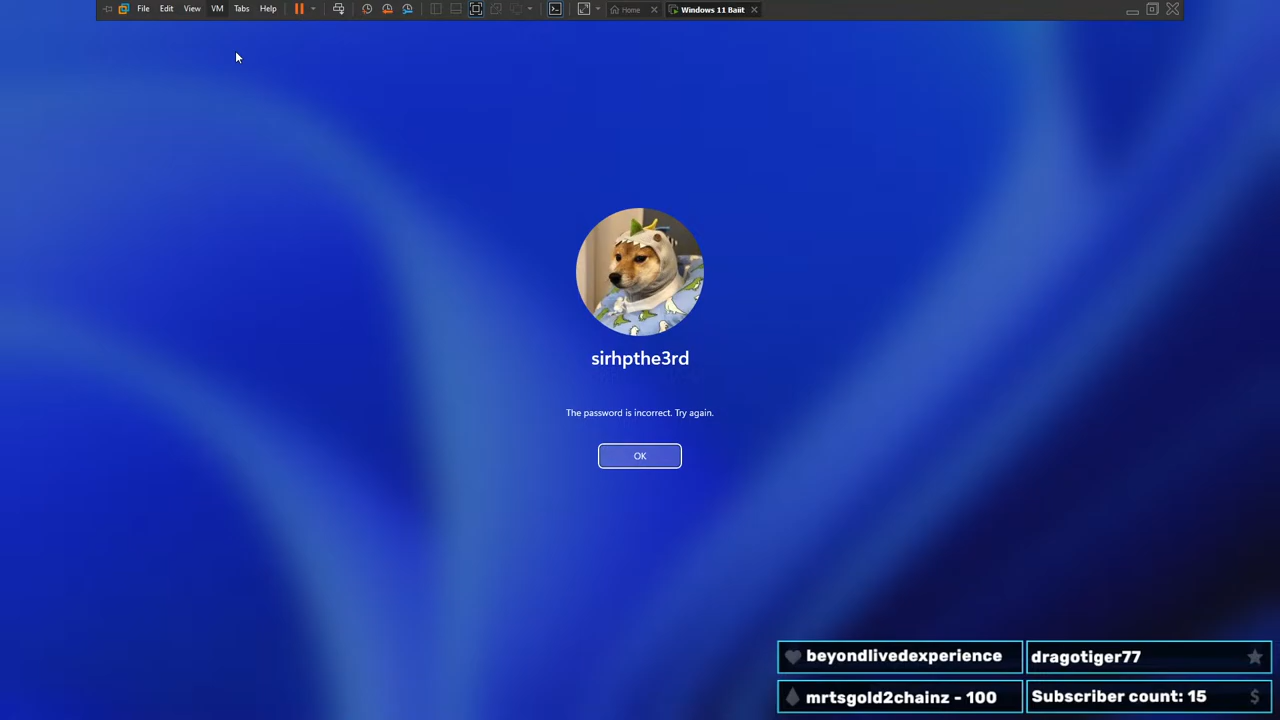 File Edit View VM Tabs Help Home Windows 11 Baiit
sirhpthe3rd
The password is incorrect. Try again.
OK
beyondlivedexperience dragotiger77
mrtsgold2chainz - 100 Subscriber count: 15 $